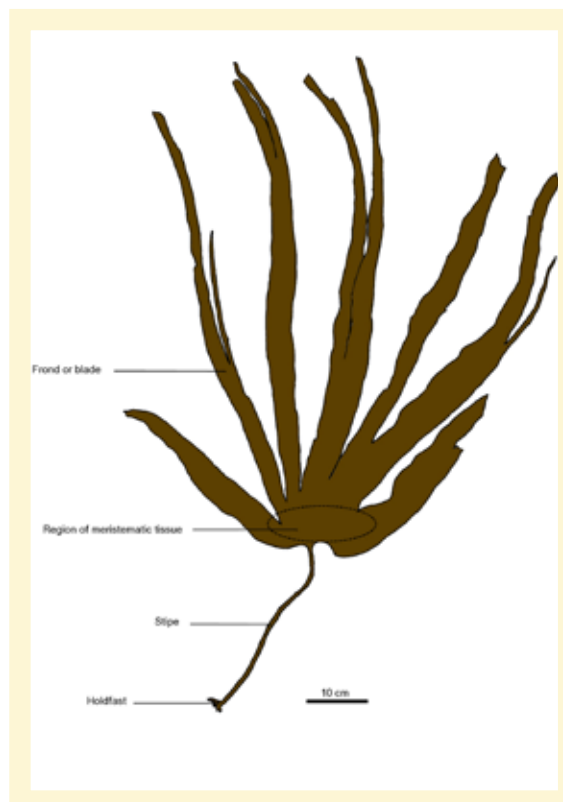 Frond or blade
Region of meristematic tissue
Stipe
Holdfast
10 cm